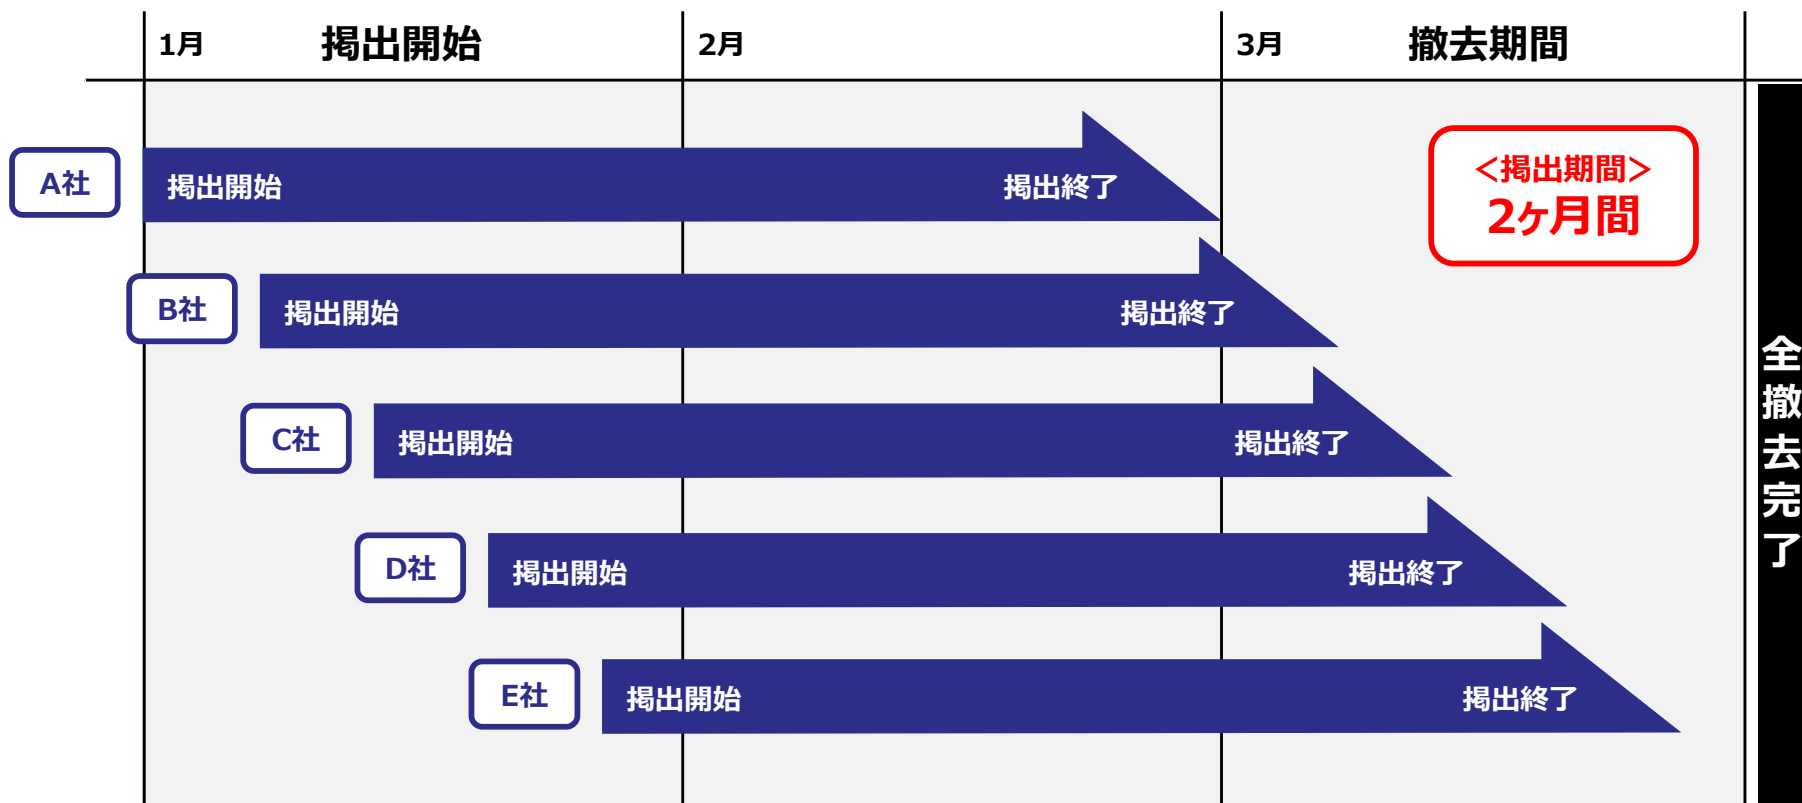 1月
掲出開始
2月
3月
撤去期間
A社
掲出開始
掲出終了
<掲出期間>
2ヶ月間
B社
掲出開始
掲出終了
C社
掲出開始
掲出終了
D社
掲出開始
掲出終了
E社
掲出開始
掲出終了
全撤去完了